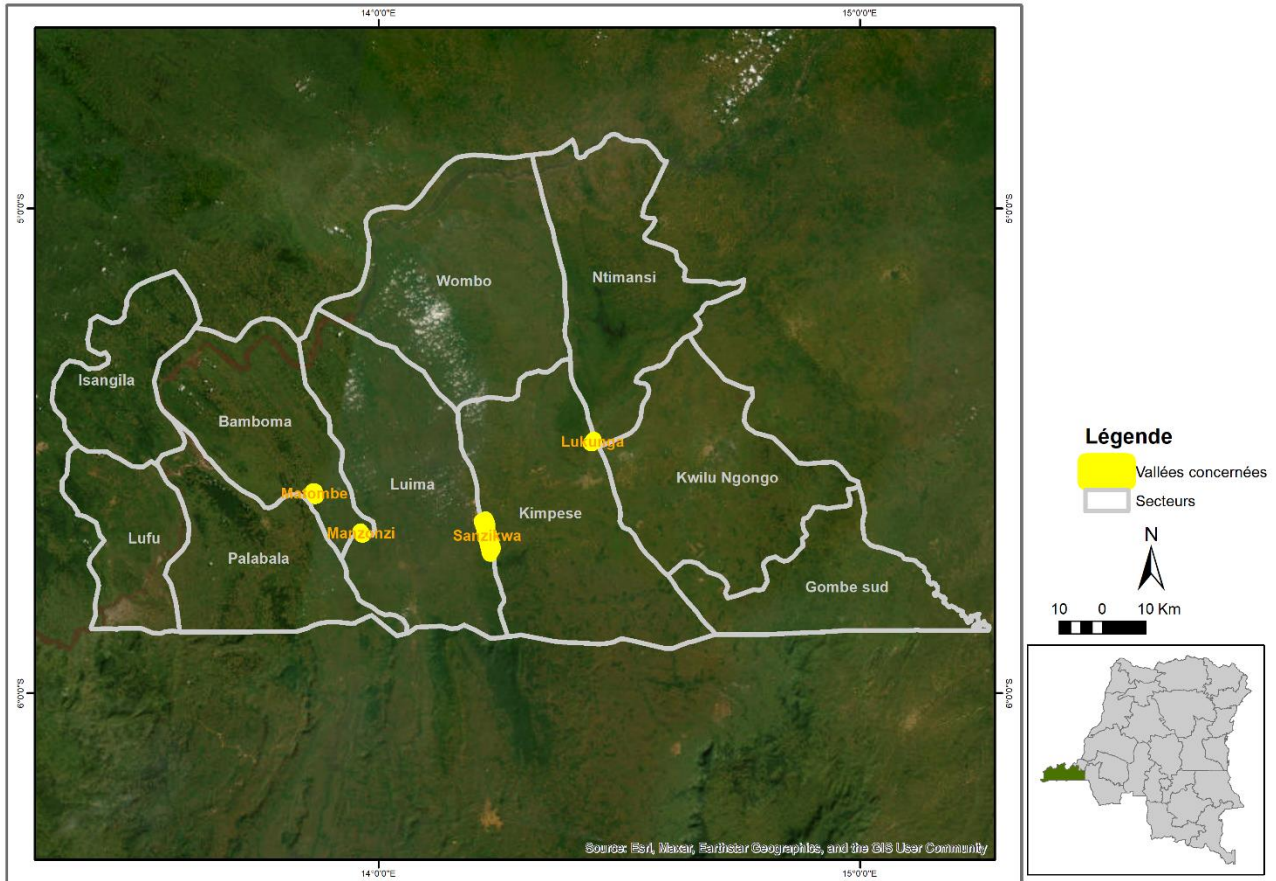 14°0'0"E 15°0'0"E
5°0'0"S 5°0'0"S
Wombo
Ntimansi
Isangila
Bamboma
Lukunga
Kwilu Ngongo
Luima
Matombe
Kimpese
Manzonzi
Sanzikwa
Lufu
Palabala
Gombe sud
6°0'0"S 6°0'0"S
Source: Esri, Maxar, Earthstar Geographics, and the GIS User Community
14°0'0"E 15°0'0"E
Légende
Vallées concernées
Secteurs
N
10 0 10 Km